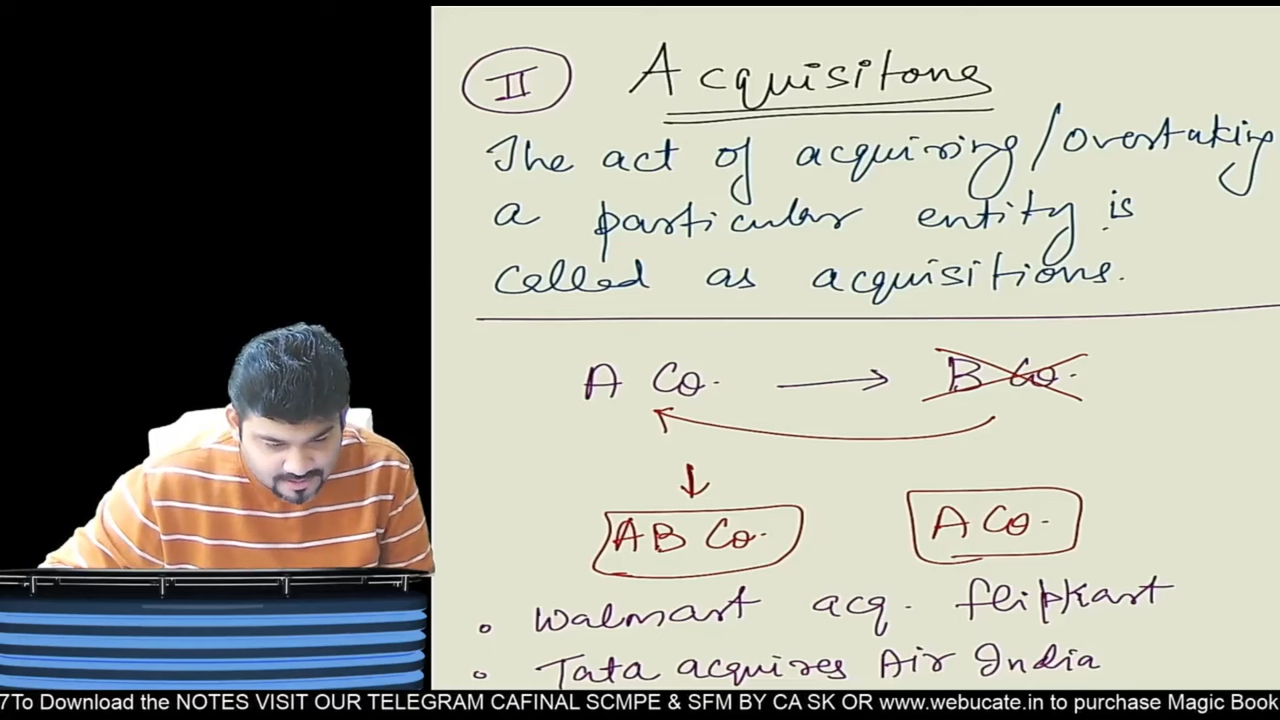 II Acquisitons
The act of acquiring/overtaking
a particular entity is
called as acquisitions.
A Co. → B Co.
↓
A B Co. A Co.
• Walmart acq. flipkart
• Tata acquires Air India
7To Download the NOTES VISIT OUR TELEGRAM CAFINAL SCMPE & SFM BY CA SK OR www.webucate.in to purchase Magic Book